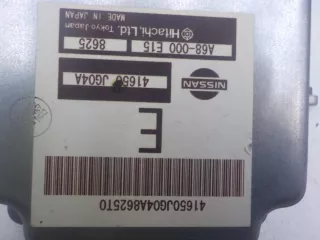 41650JG04A8625T0
E
NISSAN
41650 JG04A
A68-000 E15 8625
Hitachi, Ltd. Tokyo Japan
MADE IN JAPAN